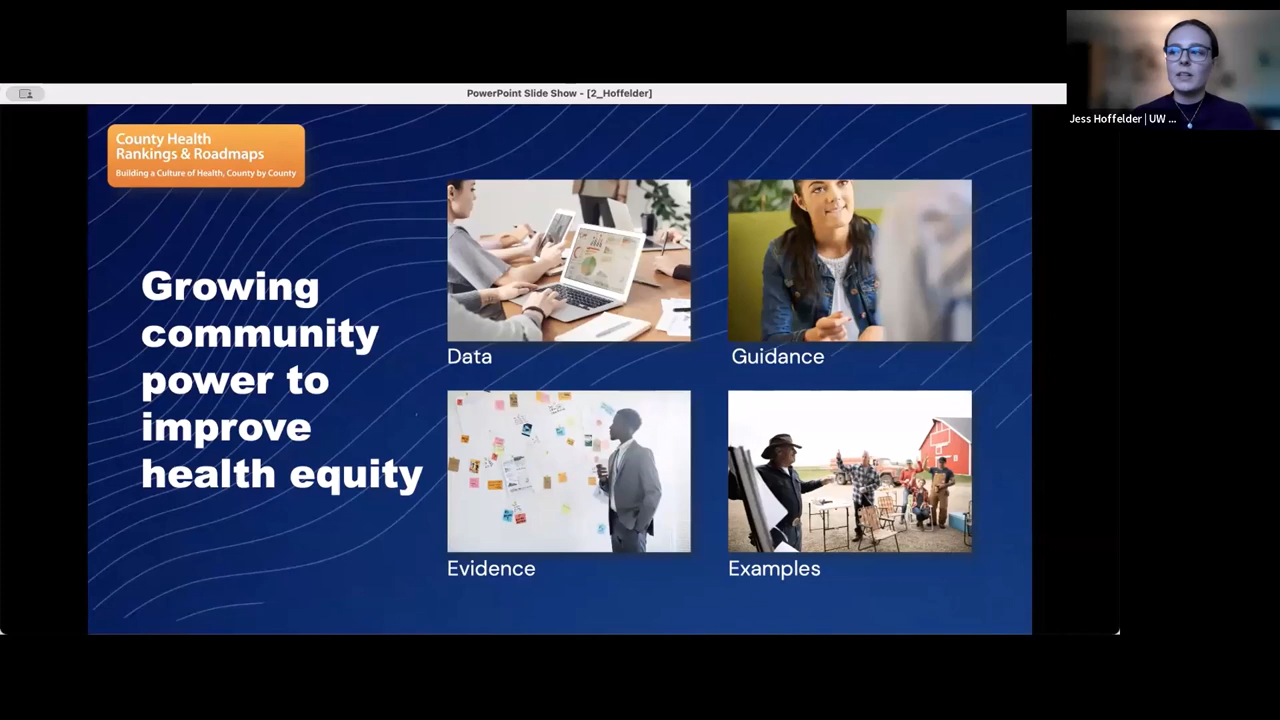 PowerPoint Slide Show - [2_Hoffelder]
Jess Hoffelder | UW ...
County Health
Rankings & Roadmaps
Building a Culture of Health, County by County
Growing
community
power to
improve
health equity
Data
Guidance
Evidence
Examples